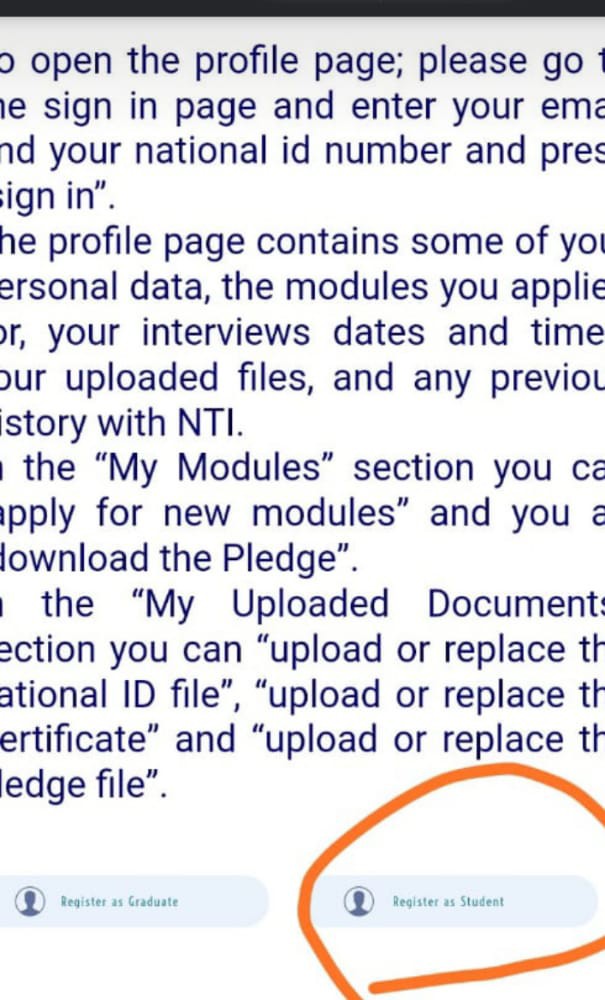 o open the profile page; please go t
he sign in page and enter your ema
nd your national id number and pres
sign in”.
he profile page contains some of you
ersonal data, the modules you applie
or, your interviews dates and time
our uploaded files, and any previou
istory with NTI.
n the “My Modules” section you ca
apply for new modules” and you a
download the Pledge”.
n the “My Uploaded Documents
ection you can “upload or replace th
ational ID file”, “upload or replace th
ertificate” and “upload or replace th
ledge file”.
Register as Graduate
Register as Student